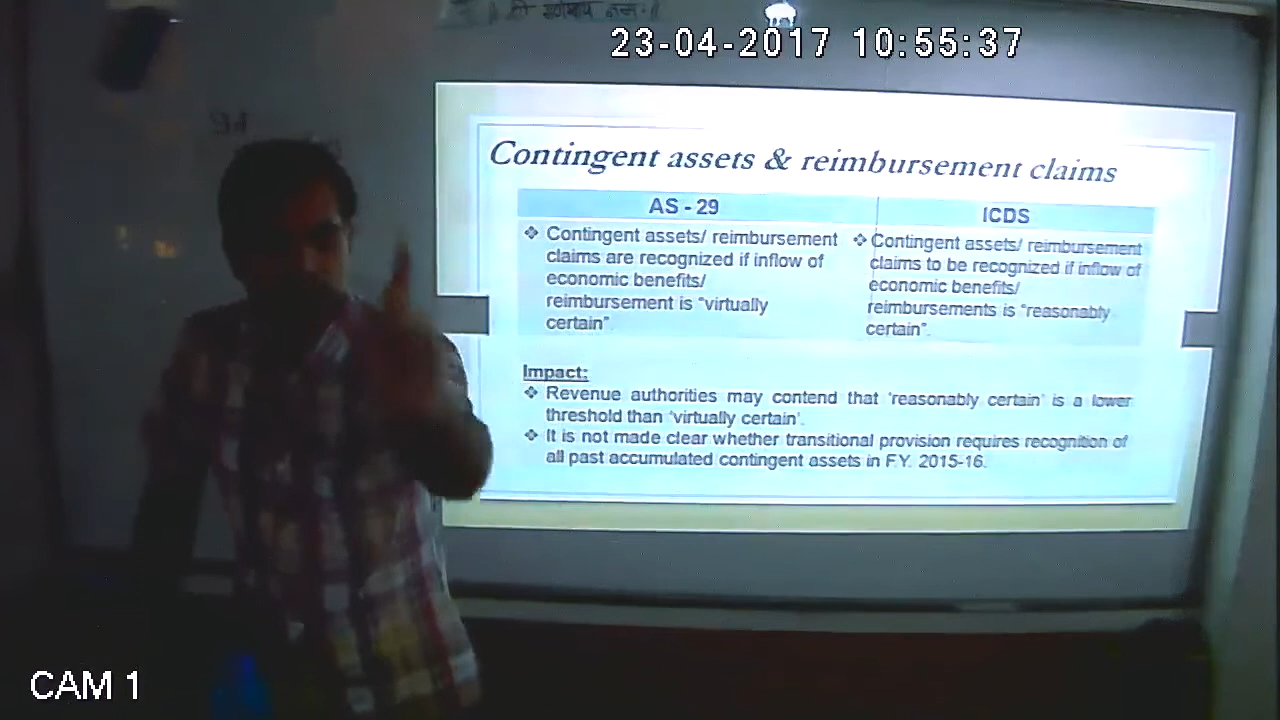 ॥ श्री गणेशाय नमः ॥
23-04-2017 10:55:37
Contingent assets & reimbursement claims
AS - 29
ICDS
❖ Contingent assets/ reimbursement
claims are recognized if inflow of
economic benefits/
reimbursement is "virtually
certain".
❖ Contingent assets/ reimbursement
claims to be recognized if inflow of
economic benefits/
reimbursements is "reasonably
certain".
Impact:
❖ Revenue authorities may contend that 'reasonably certain' is a lower
threshold than 'virtually certain'.
❖ It is not made clear whether transitional provision requires recognition of
all past accumulated contingent assets in F.Y. 2015-16.
CAM 1